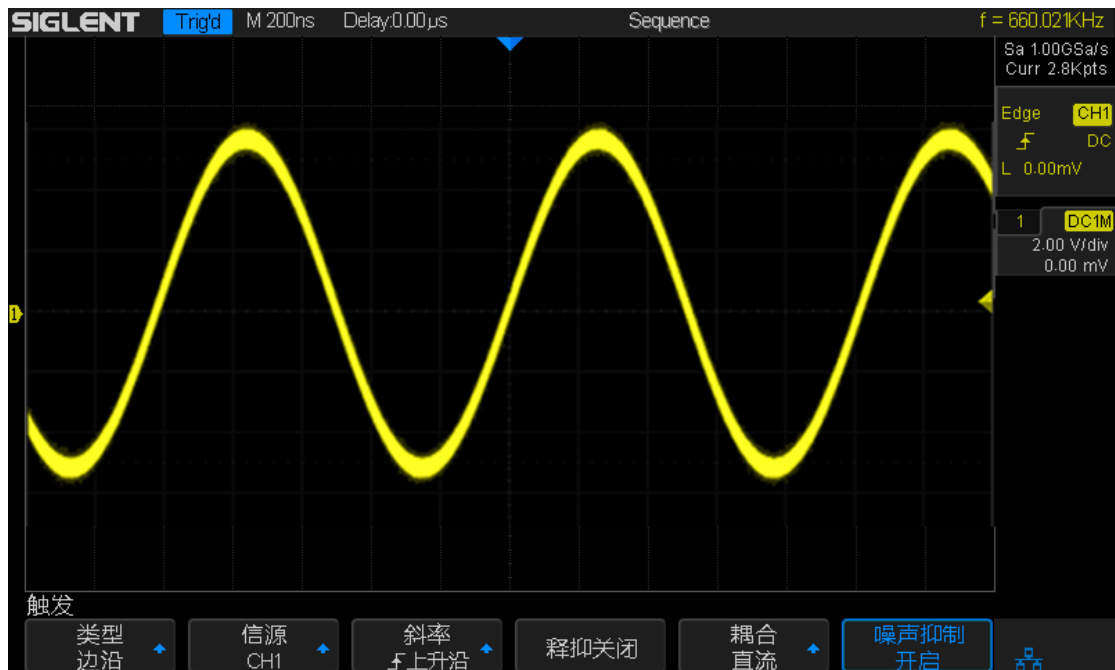 SIGLENT Trig'd M 200ns Delay:0.00µs Sequence f = 660.021KHz
Sa 1.00GSa/s
Curr 2.8Kpts
Edge CH1
DC
L 0.00mV
1 DC1M
2.00 V/div
0.00 mV
1
触发
类型
边沿
信源
CH1
斜率
上升沿
释抑关闭
耦合
直流
噪声抑制
开启